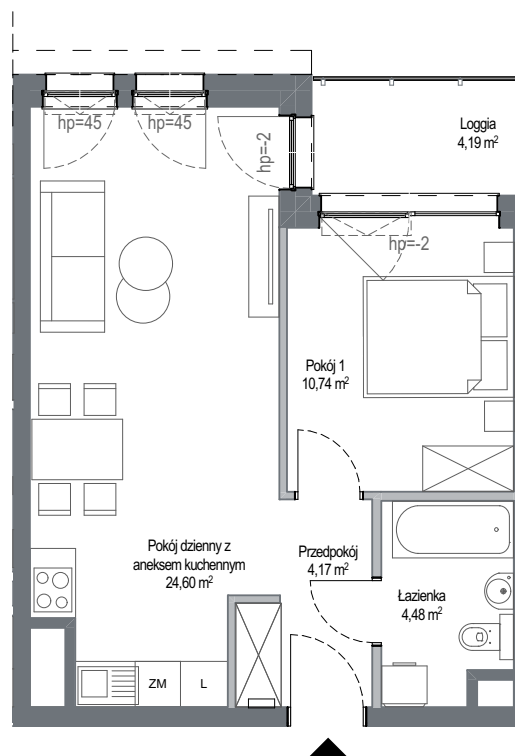 hp=45
hp=45
hp=-2
Loggia
4,19 m²
hp=-2
Pokój 1
10,74 m²
Pokój dzienny z
aneksem kuchennym
24,60 m²
Przedpokój
4,17 m²
Łazienka
4,48 m²
ZM
L